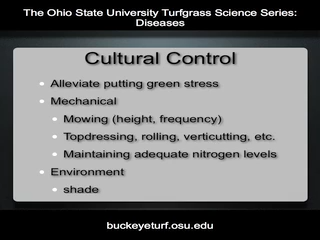 The Ohio State University Turfgrass Science Series:
Diseases
Cultural Control
• Alleviate putting green stress
• Mechanical
• Mowing (height, frequency)
• Topdressing, rolling, verticutting, etc.
• Maintaining adequate nitrogen levels
• Environment
• shade
buckeyeturf.osu.edu